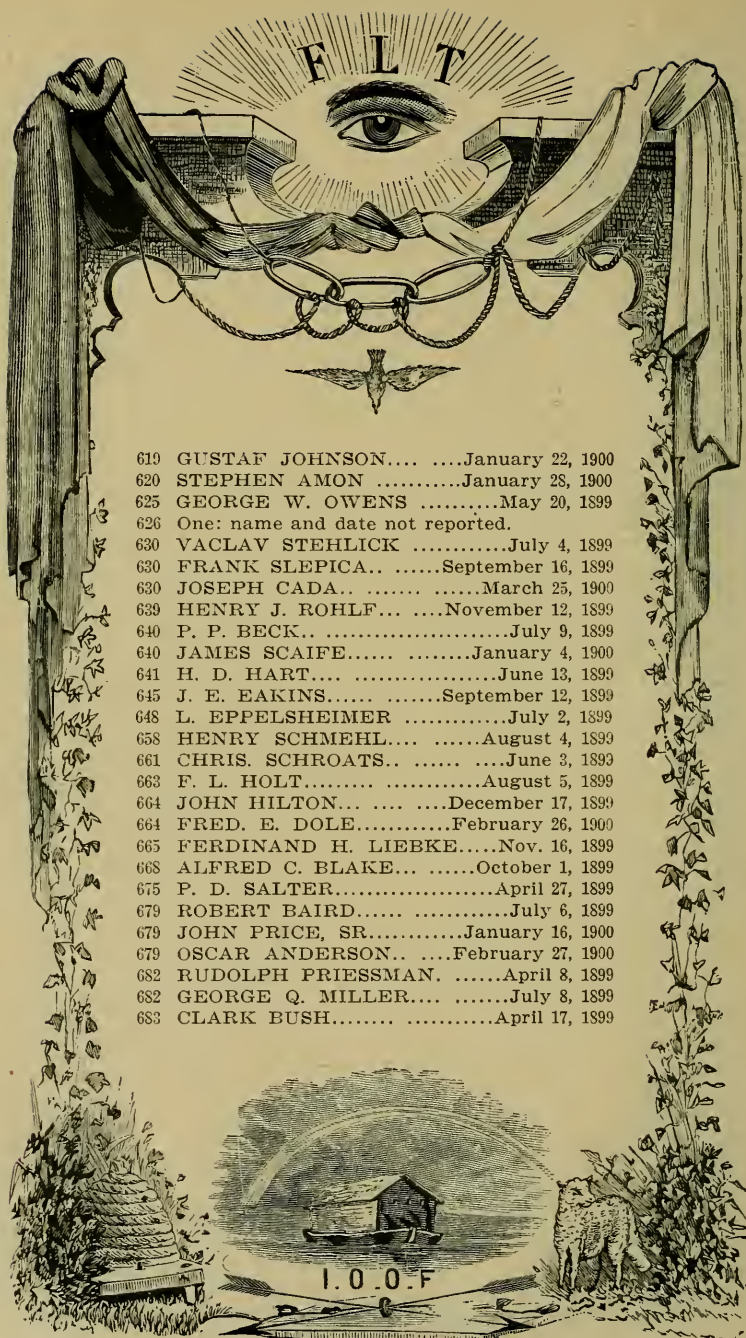 F L T
619 GUSTAF JOHNSON.... ....January 22, 1900
620 STEPHEN AMON ...........January 28, 1900
625 GEORGE W. OWENS ..........May 20, 1899
626 One: name and date not reported.
630 VACLAV STEHLICK ............July 4, 1899
630 FRANK SLEPICA.. ......September 16, 1899
630 JOSEPH CADA.. ........March 25, 1900
639 HENRY J. ROHLF... ....November 12, 1899
640 P. P. BECK.. .......................July 9, 1899
640 JAMES SCAIFE...... ........January 4, 1900
641 H. D. HART.... ................June 13, 1899
645 J. E. EAKINS...... ........September 12, 1899
648 L. EPPELSHEIMER .............July 2, 1899
658 HENRY SCHMEHL.... ......August 4, 1899
661 CHRIS. SCHROATS.. ...... ....June 3, 1899
663 F. L. HOLT......... ............August 5, 1899
664 JOHN HILTON... .... ....December 17, 1899
664 FRED. E. DOLE............February 26, 1900
665 FERDINAND H. LIEBKE.....Nov. 16, 1899
668 ALFRED C. BLAKE... ......October 1, 1899
675 P. D. SALTER....................April 27, 1899
679 ROBERT BAIRD...... ............July 6, 1899
679 JOHN PRICE, SR............January 16, 1900
679 OSCAR ANDERSON.. ....February 27, 1900
682 RUDOLPH PRIESSMAN. ......April 8, 1899
682 GEORGE Q. MILLER.... ........July 8, 1899
683 CLARK BUSH........ ...........April 17, 1899
I.O.O.F